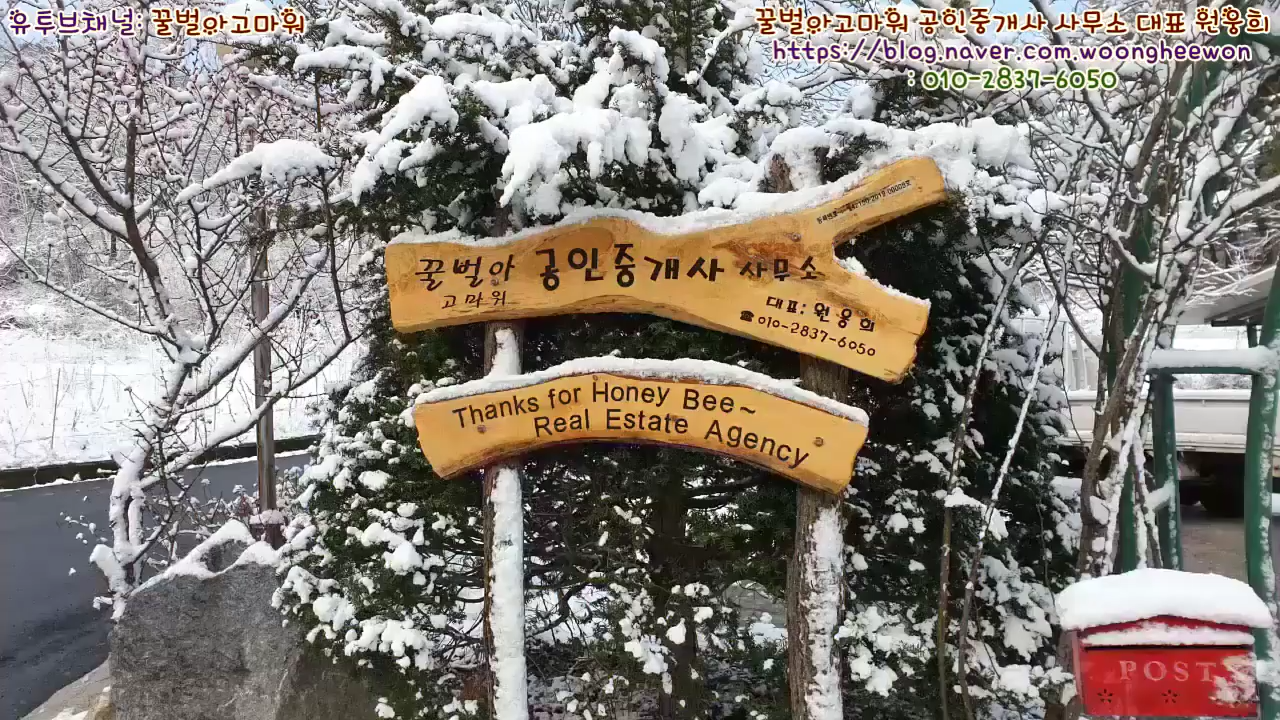 유투브채널: 꿀벌아고마워
꿀벌아고마워 공인중개사 사무소 대표 원웅희
https://blog.naver.com.woongheewon
: 010-2837-6050
꿀벌아 공인중개사 사무소
고마워
대표: 원웅희
☎010-2837-6050
Thanks for Honey Bee~
Real Estate Agency
POST